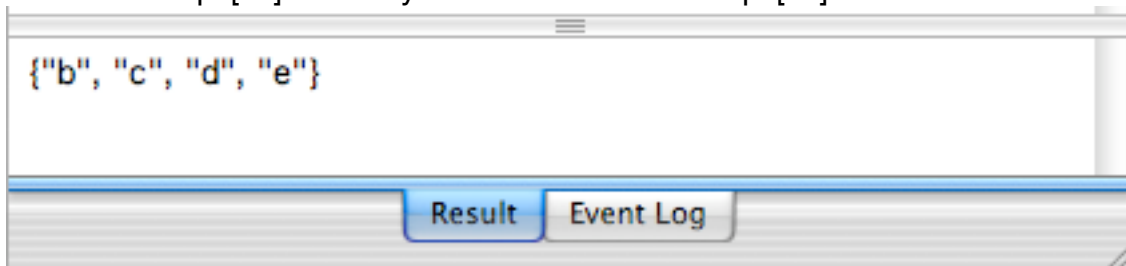 {"b", "c", "d", "e"}
Result Event Log